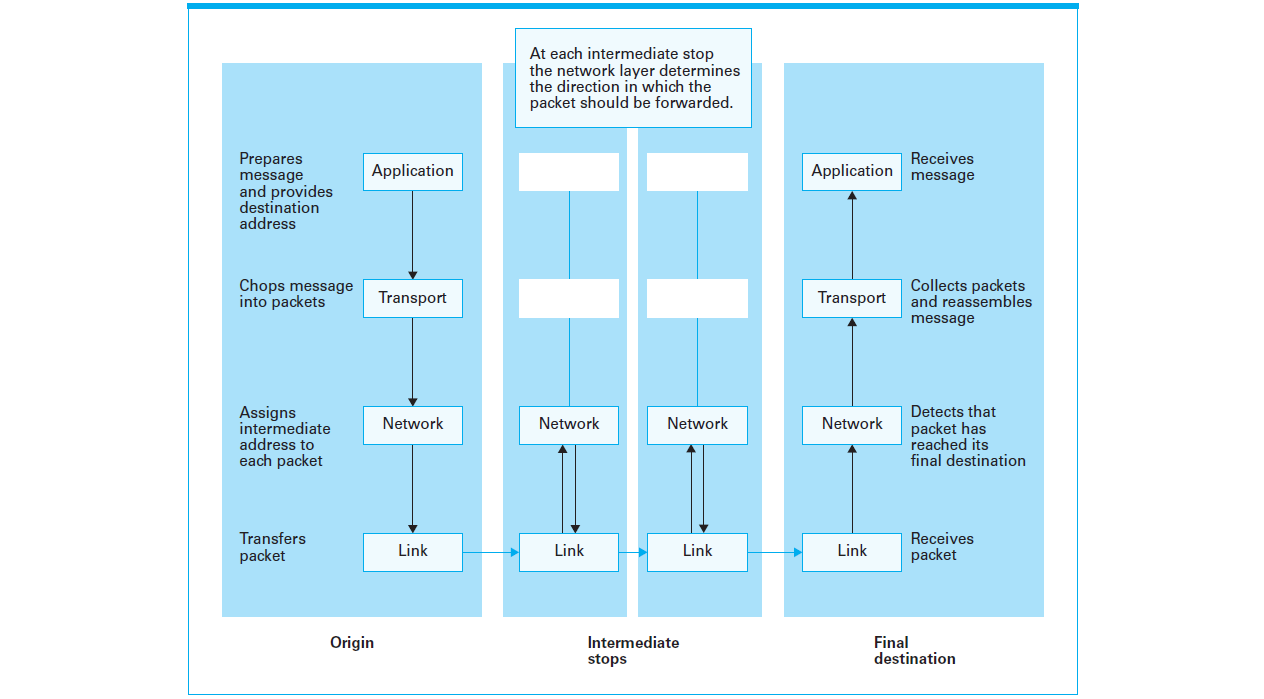 At each intermediate stop
the network layer determines
the direction in which the
packet should be forwarded.
Prepares
message
and provides
destination
address
Application
Application
Receives
message
Chops message
into packets
Transport
Transport
Collects packets
and reassembles
message
Assigns
intermediate
address to
each packet
Network
Network
Network
Network
Detects that
packet has
reached its
final destination
Transfers
packet
Link
Link
Link
Link
Receives
packet
Origin
Intermediate
stops
Final
destination